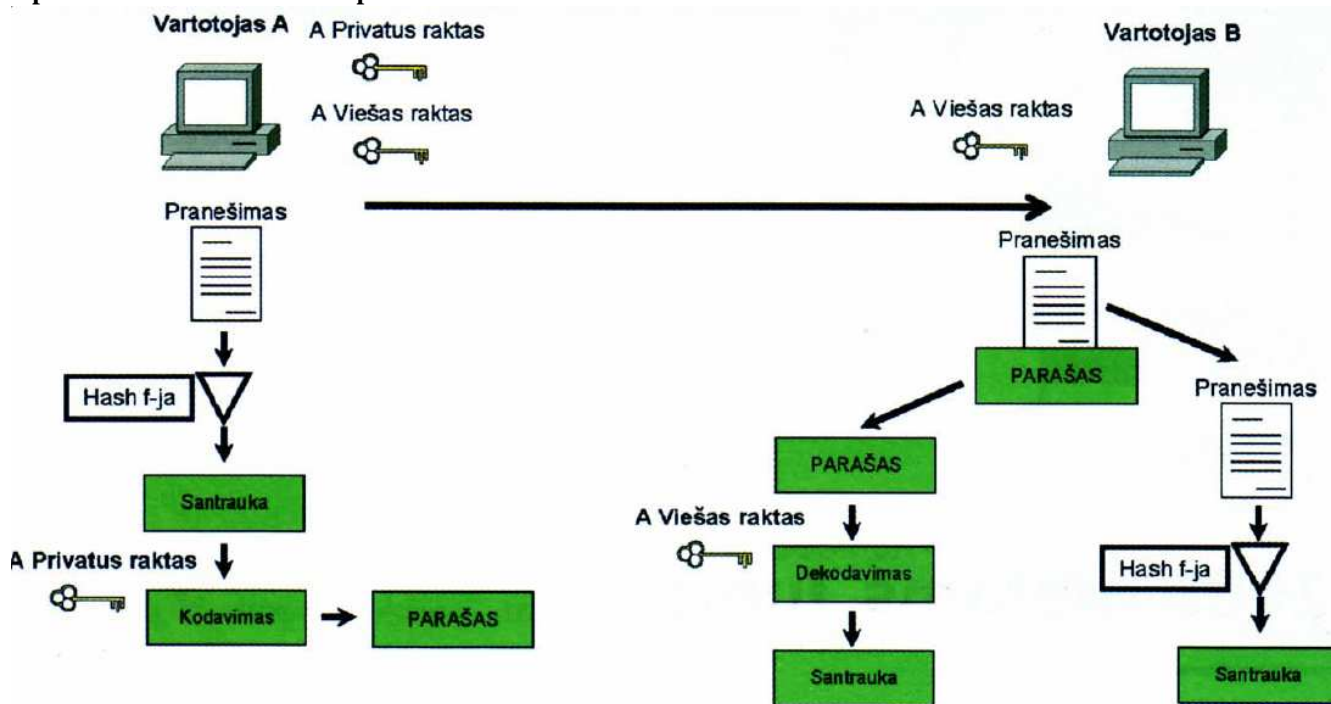 Vartotojas A
A Privatus raktas
Vartotojas B
A Viešas raktas
A Viešas raktas
Pranešimas
Pranešimas
Hash f-ja
PARAŠAS
Pranešimas
PARAŠAS
Santrauka
A Viešas raktas
A Privatus raktas
Dekodavimas
Hash f-ja
Kodavimas
PARAŠAS
Santrauka
Santrauka